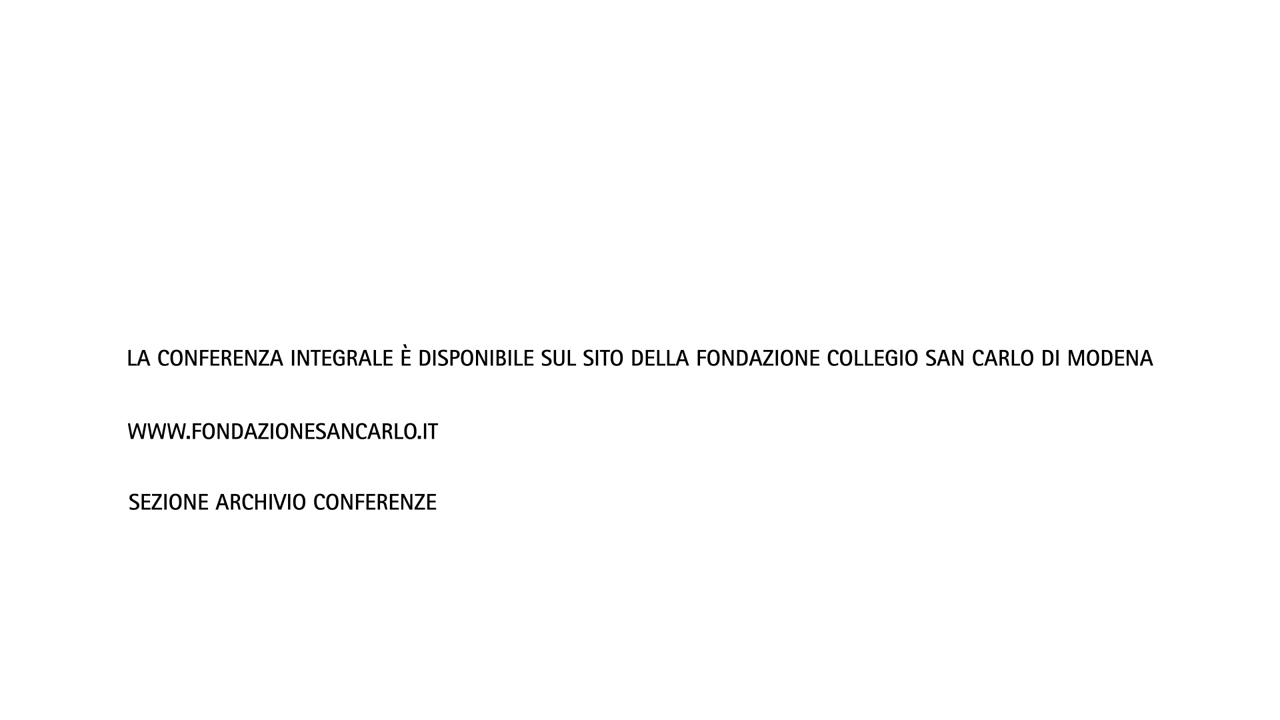 LA CONFERENZA INTEGRALE È DISPONIBILE SUL SITO DELLA FONDAZIONE COLLEGIO SAN CARLO DI MODENA
WWW.FONDAZIONESANCARLO.IT
SEZIONE ARCHIVIO CONFERENZE